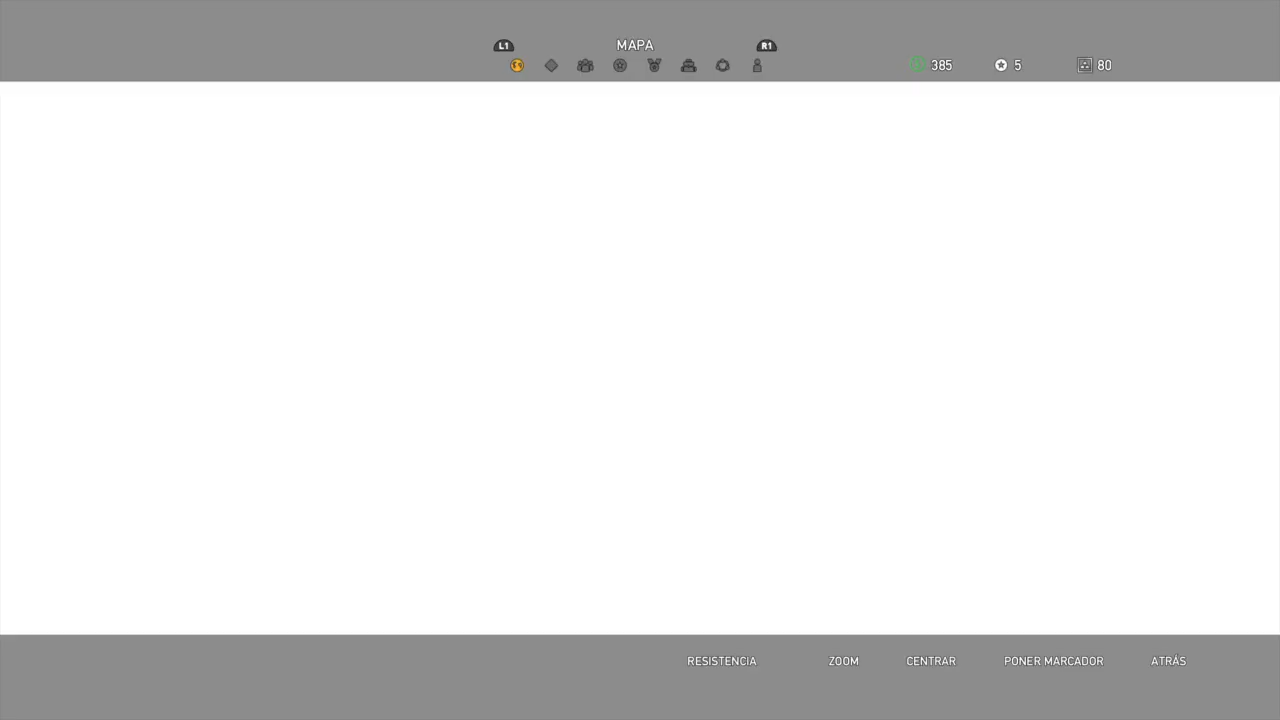 L1 MAPA R1
385 5 80
RESISTENCIA ZOOM CENTRAR PONER MARCADOR ATRÁS